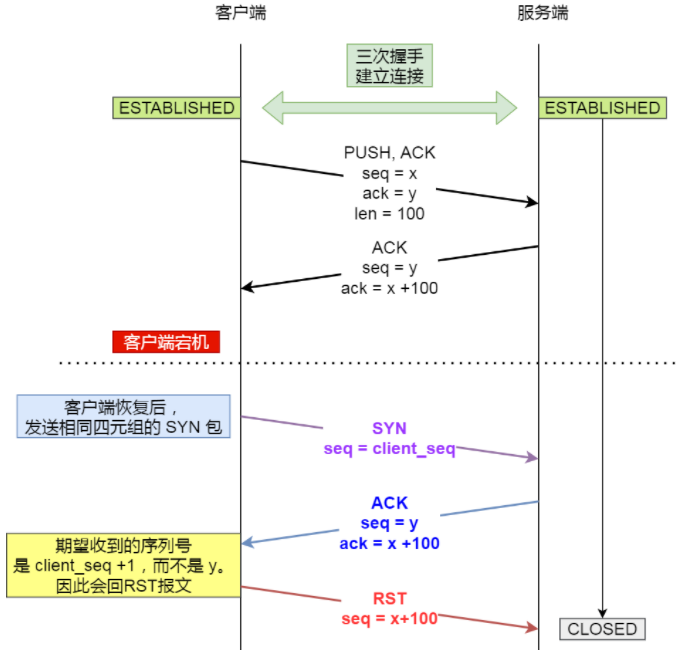 客户端
服务端
三次握手
建立连接
ESTABLISHED
ESTABLISHED
PUSH, ACK
seq = x
ack = y
len = 100
ACK
seq = y
ack = x +100
客户端宕机
客户端恢复后，
发送相同四元组的 SYN 包
SYN
seq = client_seq
ACK
seq = y
ack = x +100
期望收到的序列号
是 client_seq +1，而不是 y。
因此会回RST报文
RST
seq = x+100
CLOSED